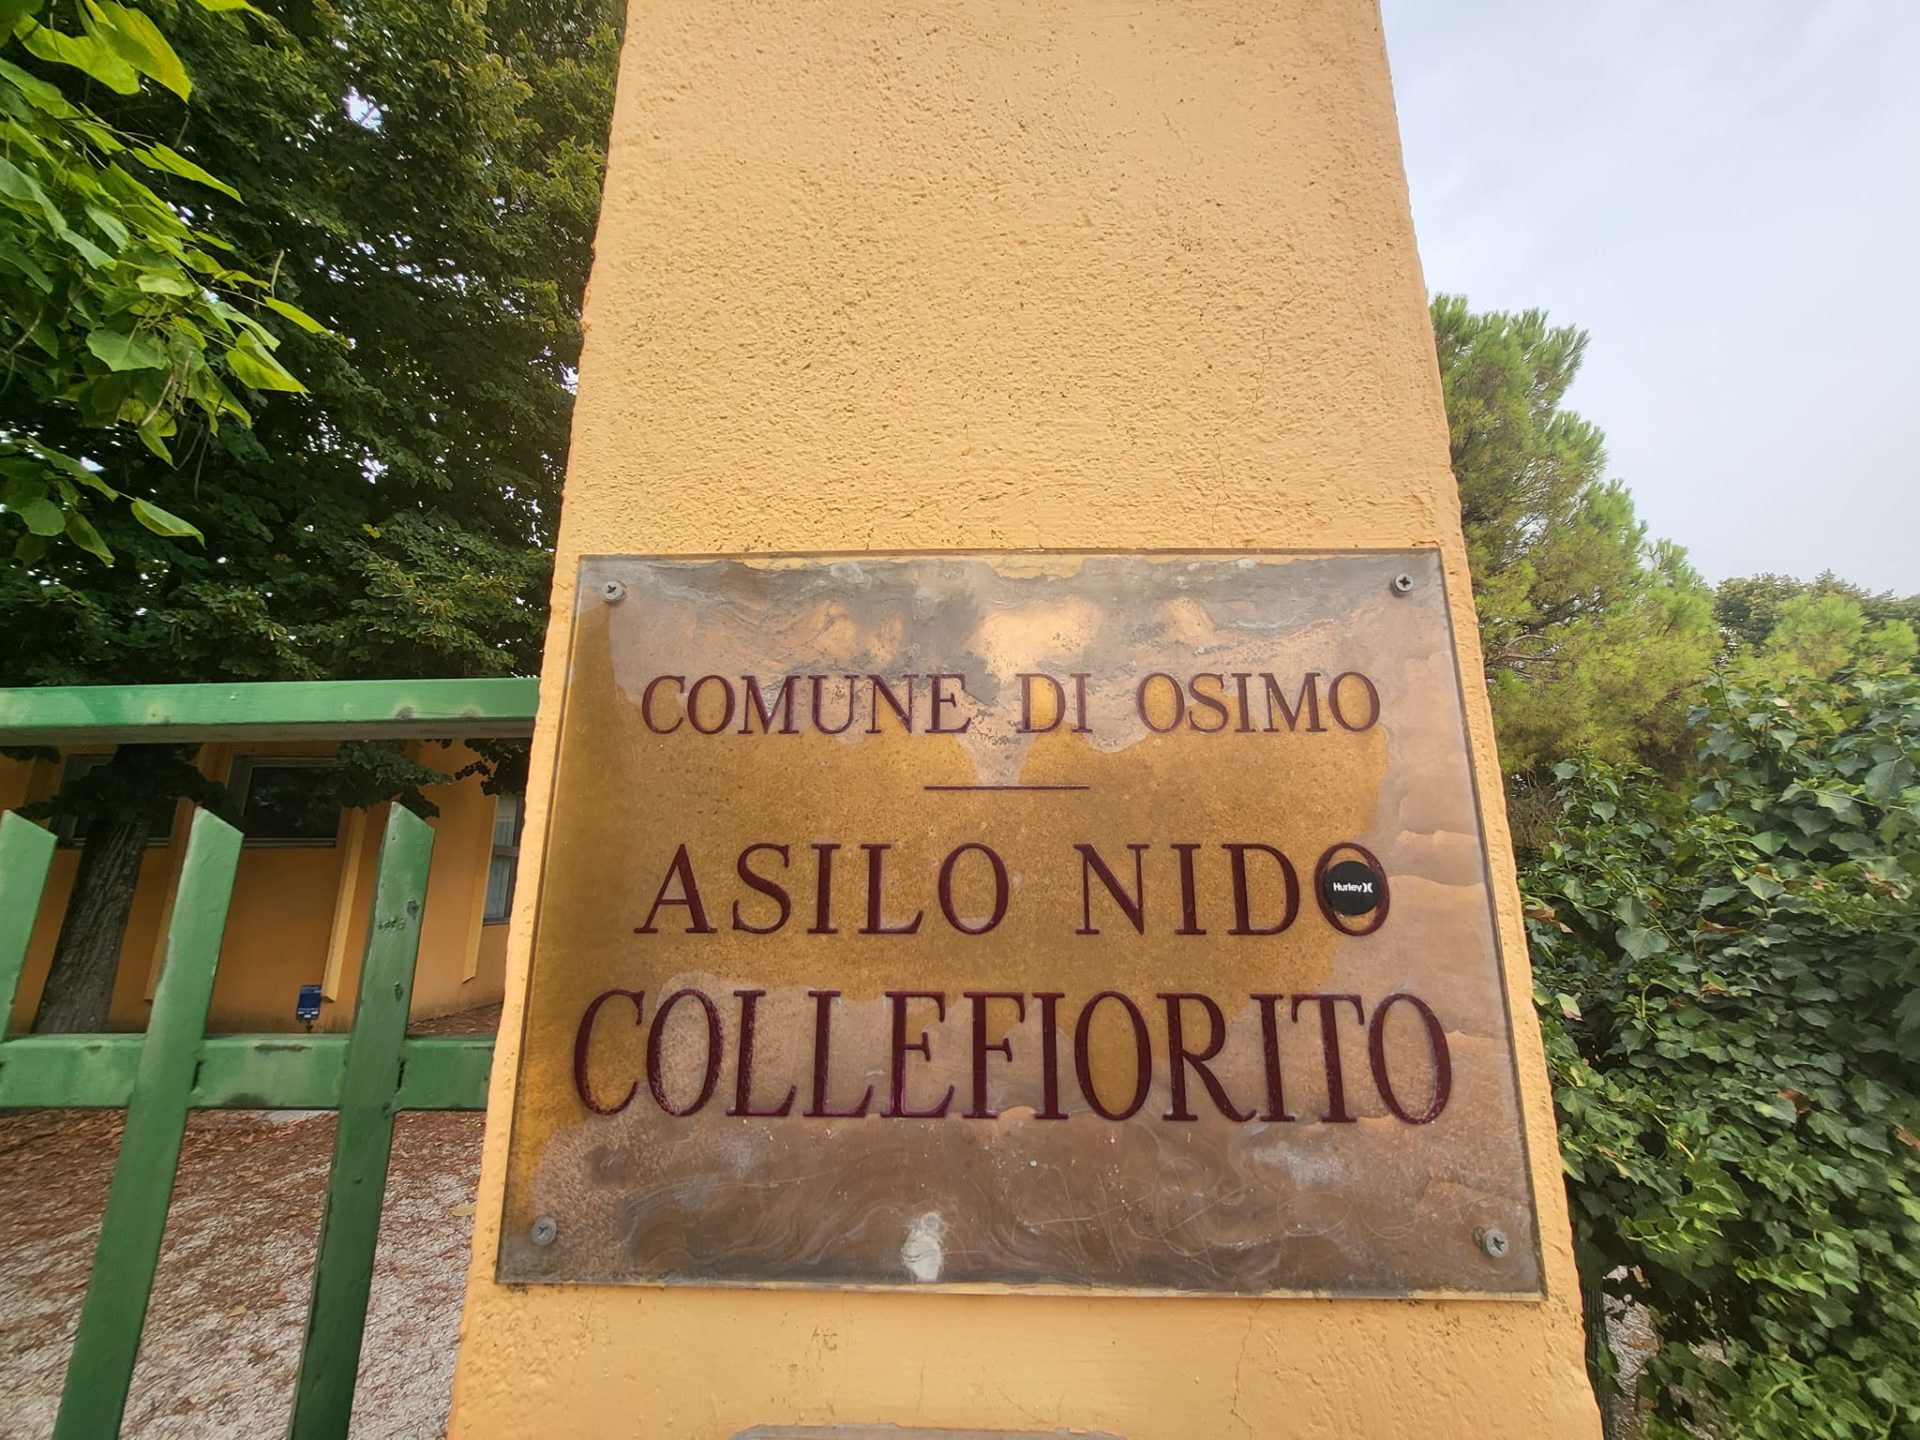 COMUNE DI OSIMO
ASILO NIDO
Hurley
COLLEFIORITO